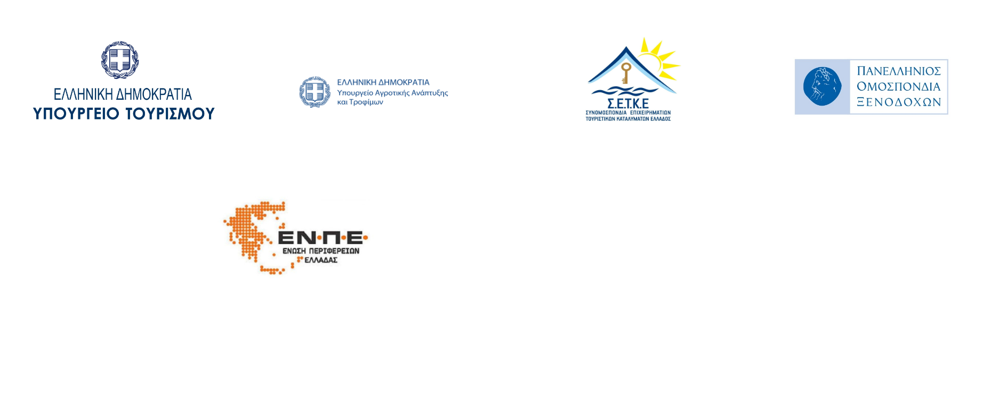 ΕΛΛΗΝΙΚΗ ΔΗΜΟΚΡΑΤΙΑ
ΥΠΟΥΡΓΕΙΟ ΤΟΥΡΙΣΜΟΥ
ΕΛΛΗΝΙΚΗ ΔΗΜΟΚΡΑΤΙΑ
Υπουργείο Αγροτικής Ανάπτυξης
και Τροφίμων
Σ.Ε.Τ.Κ.Ε
ΣΥΝΟΜΟΣΠΟΝΔΙΑ ΕΠΙΧΕΙΡΗΜΑΤΙΩΝ
ΤΟΥΡΙΣΤΙΚΩΝ ΚΑΤΑΛΥΜΑΤΩΝ ΕΛΛΑΔΟΣ
ΠΑΝΕΛΛΗΝΙΟΣ
ΟΜΟΣΠΟΝΔΙΑ
ΞΕΝΟΔΟΧΩΝ
ΕΝ•Π•Ε•
ΕΝΩΣΗ ΠΕΡΙΦΕΡΕΙΩΝ
ΕΛΛΑΔΑΣ